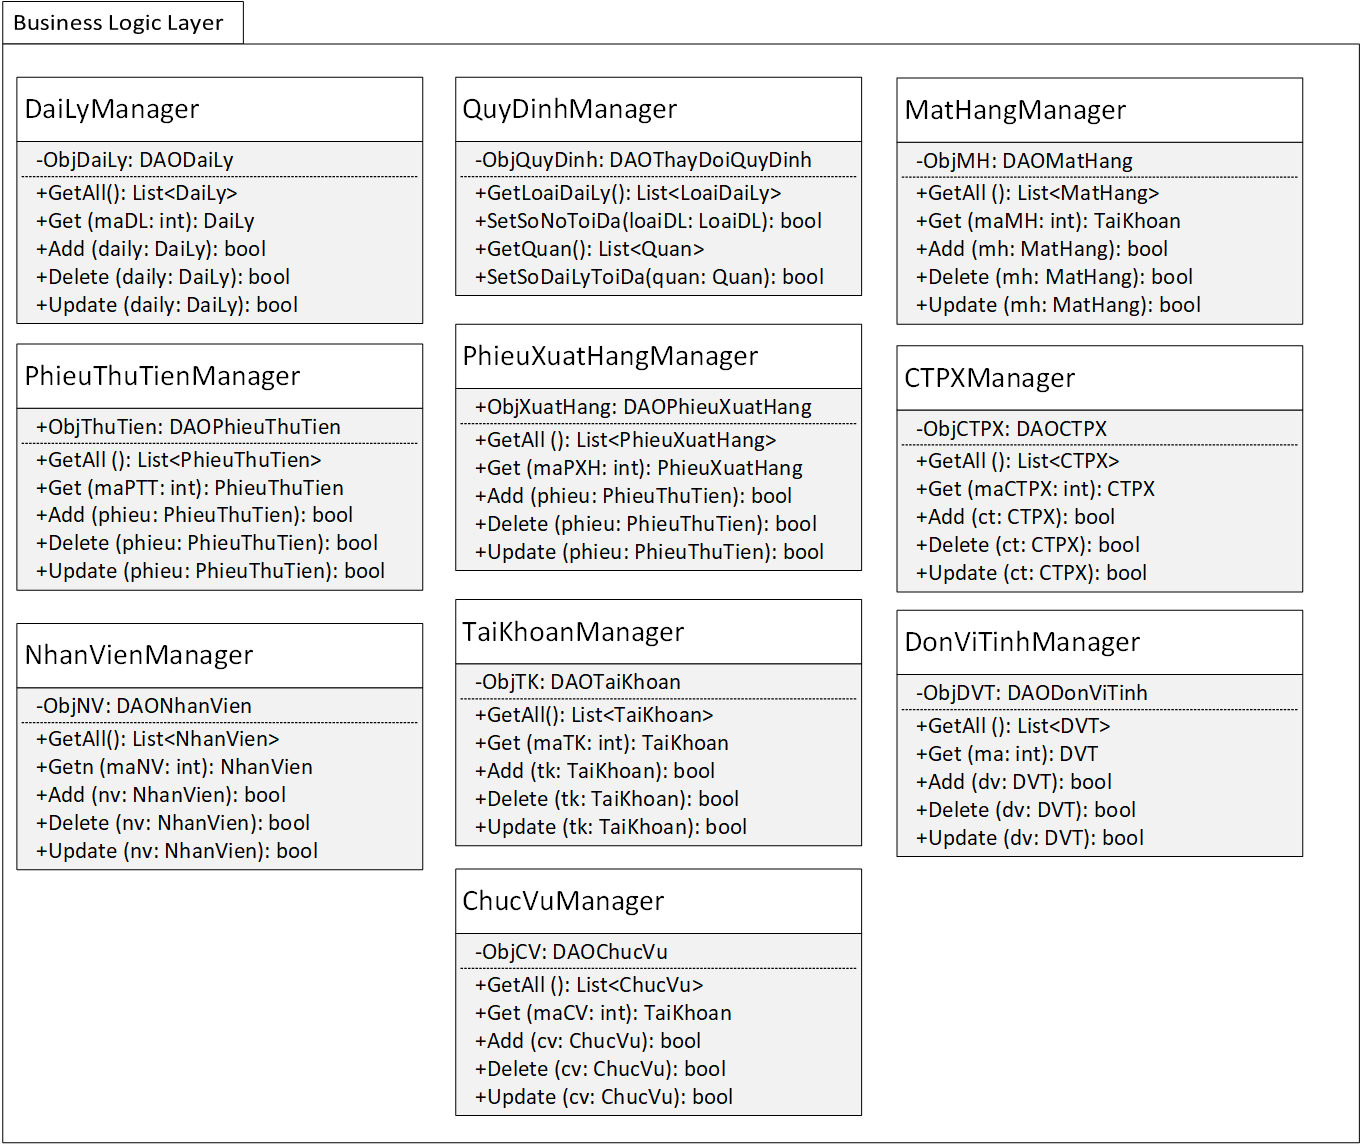 Business Logic Layer
DaiLyManager
-ObjDaiLy: DAODaiLy
+GetAll(): List<DaiLy>
+Get (maDL: int): DaiLy
+Add (daily: DaiLy): bool
+Delete (daily: DaiLy): bool
+Update (daily: DaiLy): bool
QuyDinhManager
-ObjQuyDinh: DAOThayDoiQuyDinh
+GetLoaiDaiLy(): List<LoaiDaiLy>
+SetSoNoToiDa(loaiDL: LoaiDL): bool
+GetQuan(): List<Quan>
+SetSoDaiLyToiDa(quan: Quan): bool
MatHangManager
-ObjMH: DAOMatHang
+GetAll (): List<MatHang>
+Get (maMH: int): TaiKhoan
+Add (mh: MatHang): bool
+Delete (mh: MatHang): bool
+Update (mh: MatHang): bool
PhieuThuTienManager
+ObjThuTien: DAOPhieuThuTien
+GetAll (): List<PhieuThuTien>
+Get (maPTT: int): PhieuThuTien
+Add (phieu: PhieuThuTien): bool
+Delete (phieu: PhieuThuTien): bool
+Update (phieu: PhieuThuTien): bool
PhieuXuatHangManager
+ObjXuatHang: DAOPhieuXuatHang
+GetAll (): List<PhieuXuatHang>
+Get (maPXH: int): PhieuXuatHang
+Add (phieu: PhieuThuTien): bool
+Delete (phieu: PhieuThuTien): bool
+Update (phieu: PhieuThuTien): bool
CTPXManager
-ObjCTPX: DAOCTPX
+GetAll (): List<CTPX>
+Get (maCTPX: int): CTPX
+Add (ct: CTPX): bool
+Delete (ct: CTPX): bool
+Update (ct: CTPX): bool
NhanVienManager
-ObjNV: DAONhanVien
+GetAll(): List<NhanVien>
+Getn (maNV: int): NhanVien
+Add (nv: NhanVien): bool
+Delete (nv: NhanVien): bool
+Update (nv: NhanVien): bool
TaiKhoanManager
-ObjTK: DAOTaiKhoan
+GetAll(): List<TaiKhoan>
+Get (maTK: int): TaiKhoan
+Add (tk: TaiKhoan): bool
+Delete (tk: TaiKhoan): bool
+Update (tk: TaiKhoan): bool
DonViTinhManager
-ObjDVT: DAODonViTinh
+GetAll (): List<DVT>
+Get (ma: int): DVT
+Add (dv: DVT): bool
+Delete (dv: DVT): bool
+Update (dv: DVT): bool
ChucVuManager
-ObjCV: DAOChucVu
+GetAll (): List<ChucVu>
+Get (maCV: int): TaiKhoan
+Add (cv: ChucVu): bool
+Delete (cv: ChucVu): bool
+Update (cv: ChucVu): bool